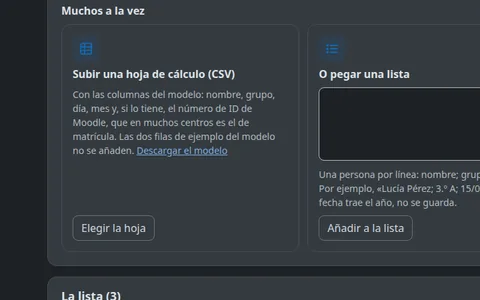 Muchos a la vez
Subir una hoja de cálculo (CSV)
Con las columnas del modelo: nombre, grupo,
día, mes y, si lo tiene, el número de ID de
Moodle, que en muchos centros es el de
matrícula. Las dos filas de ejemplo del modelo
no se añaden. Descargar el modelo
Elegir la hoja
O pegar una lista
Una persona por línea: nombre; grup
Por ejemplo, «Lucía Pérez; 3.º A; 15/0
fecha trae el año, no se guarda.
Añadir a la lista
La lista (3)